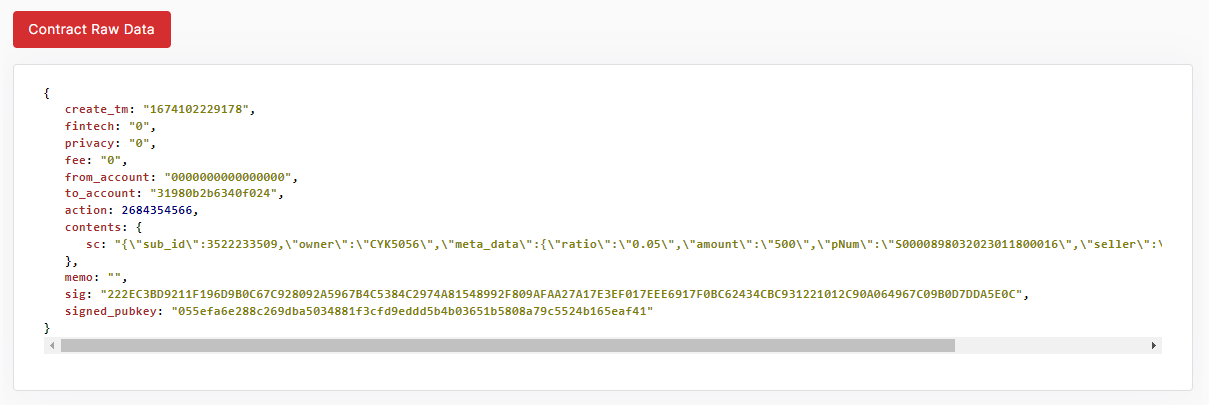 Contract Raw Data
{
create_tm: "1674102229178",
fintech: "0",
privacy: "0",
fee: "0",
from_account: "0000000000000000",
to_account: "31980b2b6340f024",
action: 2684354566,
contents: {
sc: "{\"sub_id\":3522233509,\"owner\":\"CYK5056\",\"meta_data\":{\"ratio\":\"0.05\",\"amount\":\"500\",\"pNum\":\"S0000898032023011800016\",\"seller\":\
},
memo: "",
sig: "222EC3BD9211F196D9B0C67C928092A5967B4C5384C2974A81548992F809AFAA27A17E3EF017EEE6917F0BC62434CBC931221012C90A064967C09B0D7DDA5E0C",
signed_pubkey: "055efa6e288c269dba5034881f3cfd9eddd5b4b03651b5808a79c5524b165eaf41"
}